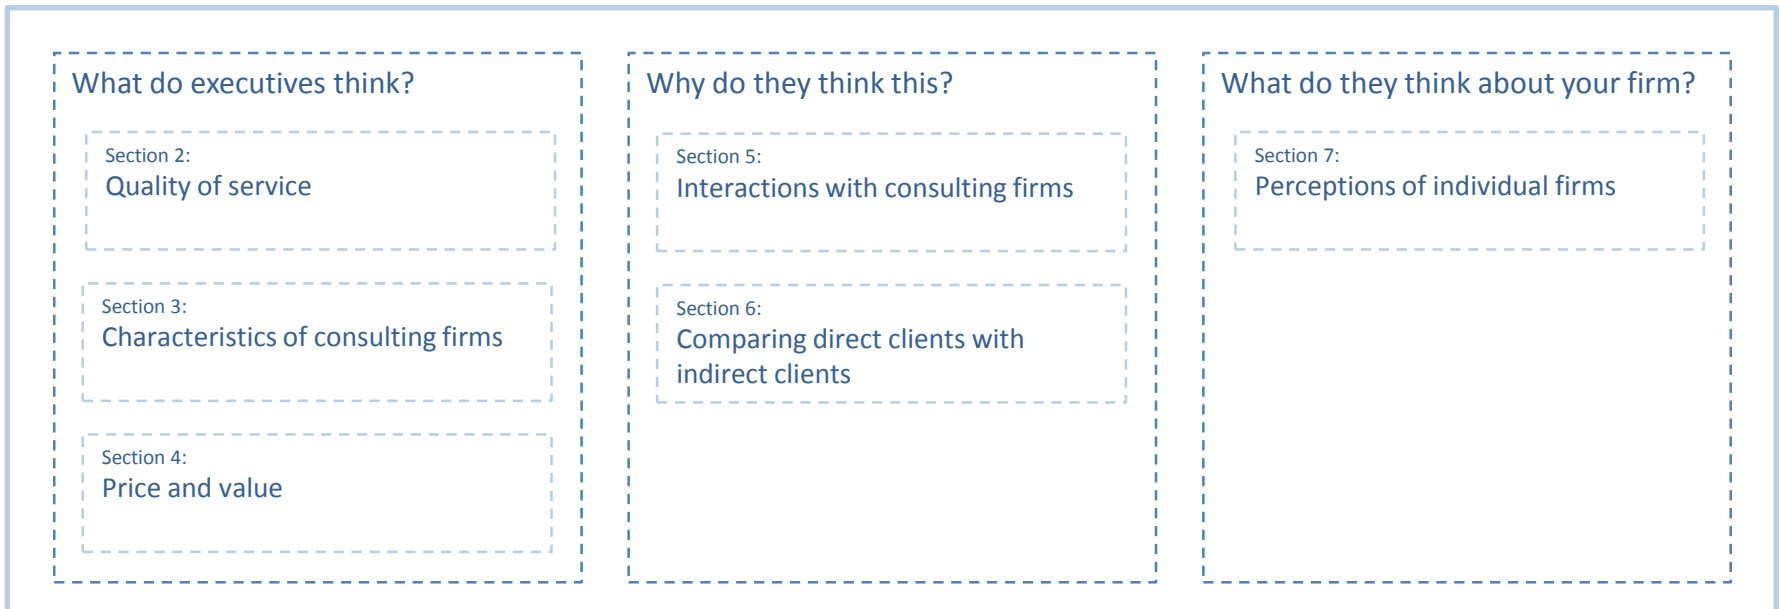 What do executives think?
Section 2:
Quality of service
Section 3:
Characteristics of consulting firms
Section 4:
Price and value
Why do they think this?
Section 5:
Interactions with consulting firms
Section 6:
Comparing direct clients with
indirect clients
What do they think about your firm?
Section 7:
Perceptions of individual firms